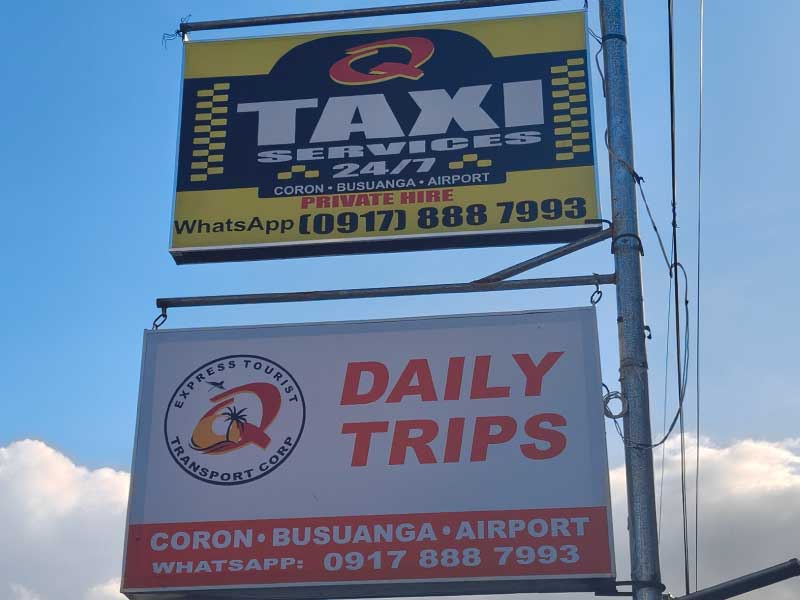 Q
TAXI
SERVICES
24/7
CORON • BUSUANGA • AIRPORT
PRIVATE HIRE
WhatsApp (0917) 888 7993
EXPRESS TOURIST
Q
TRANSPORT CORP
DAILY
TRIPS
CORON • BUSUANGA • AIRPORT
WHATSAPP: 0917 888 7993